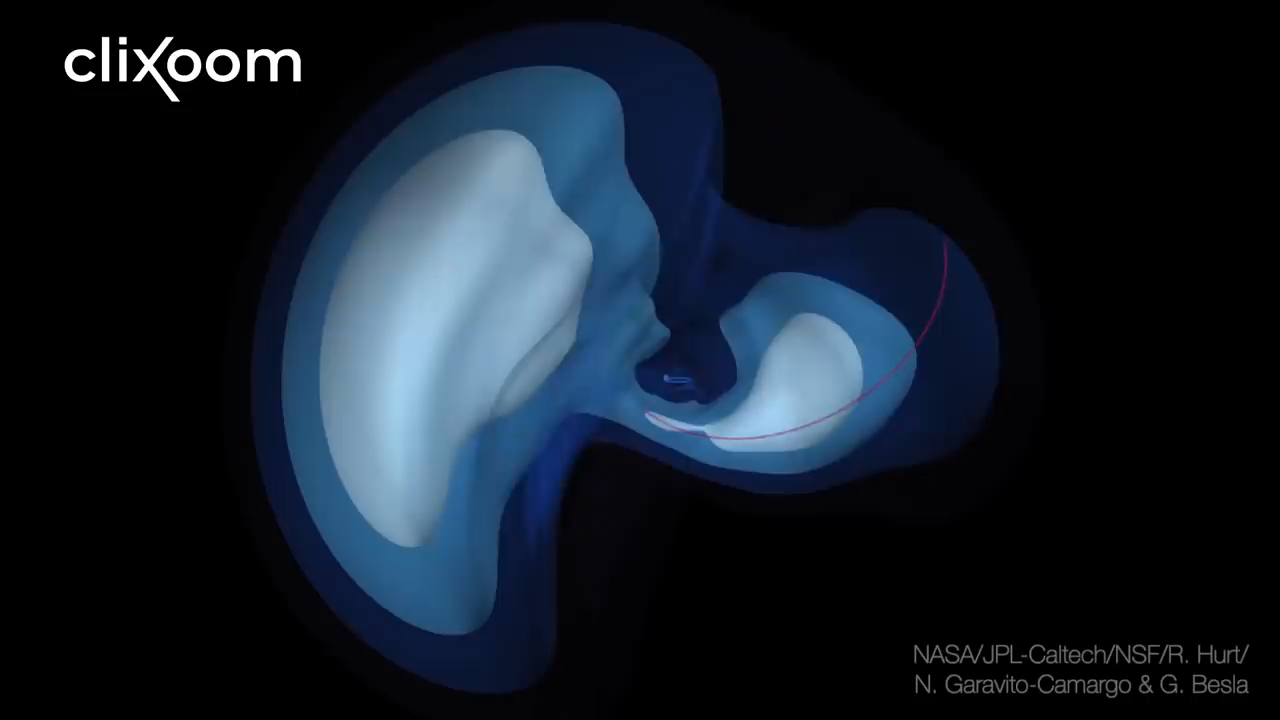 clixoom
NASA/JPL-Caltech/NSF/R. Hurt/
N. Garavito-Camargo & G. Besla